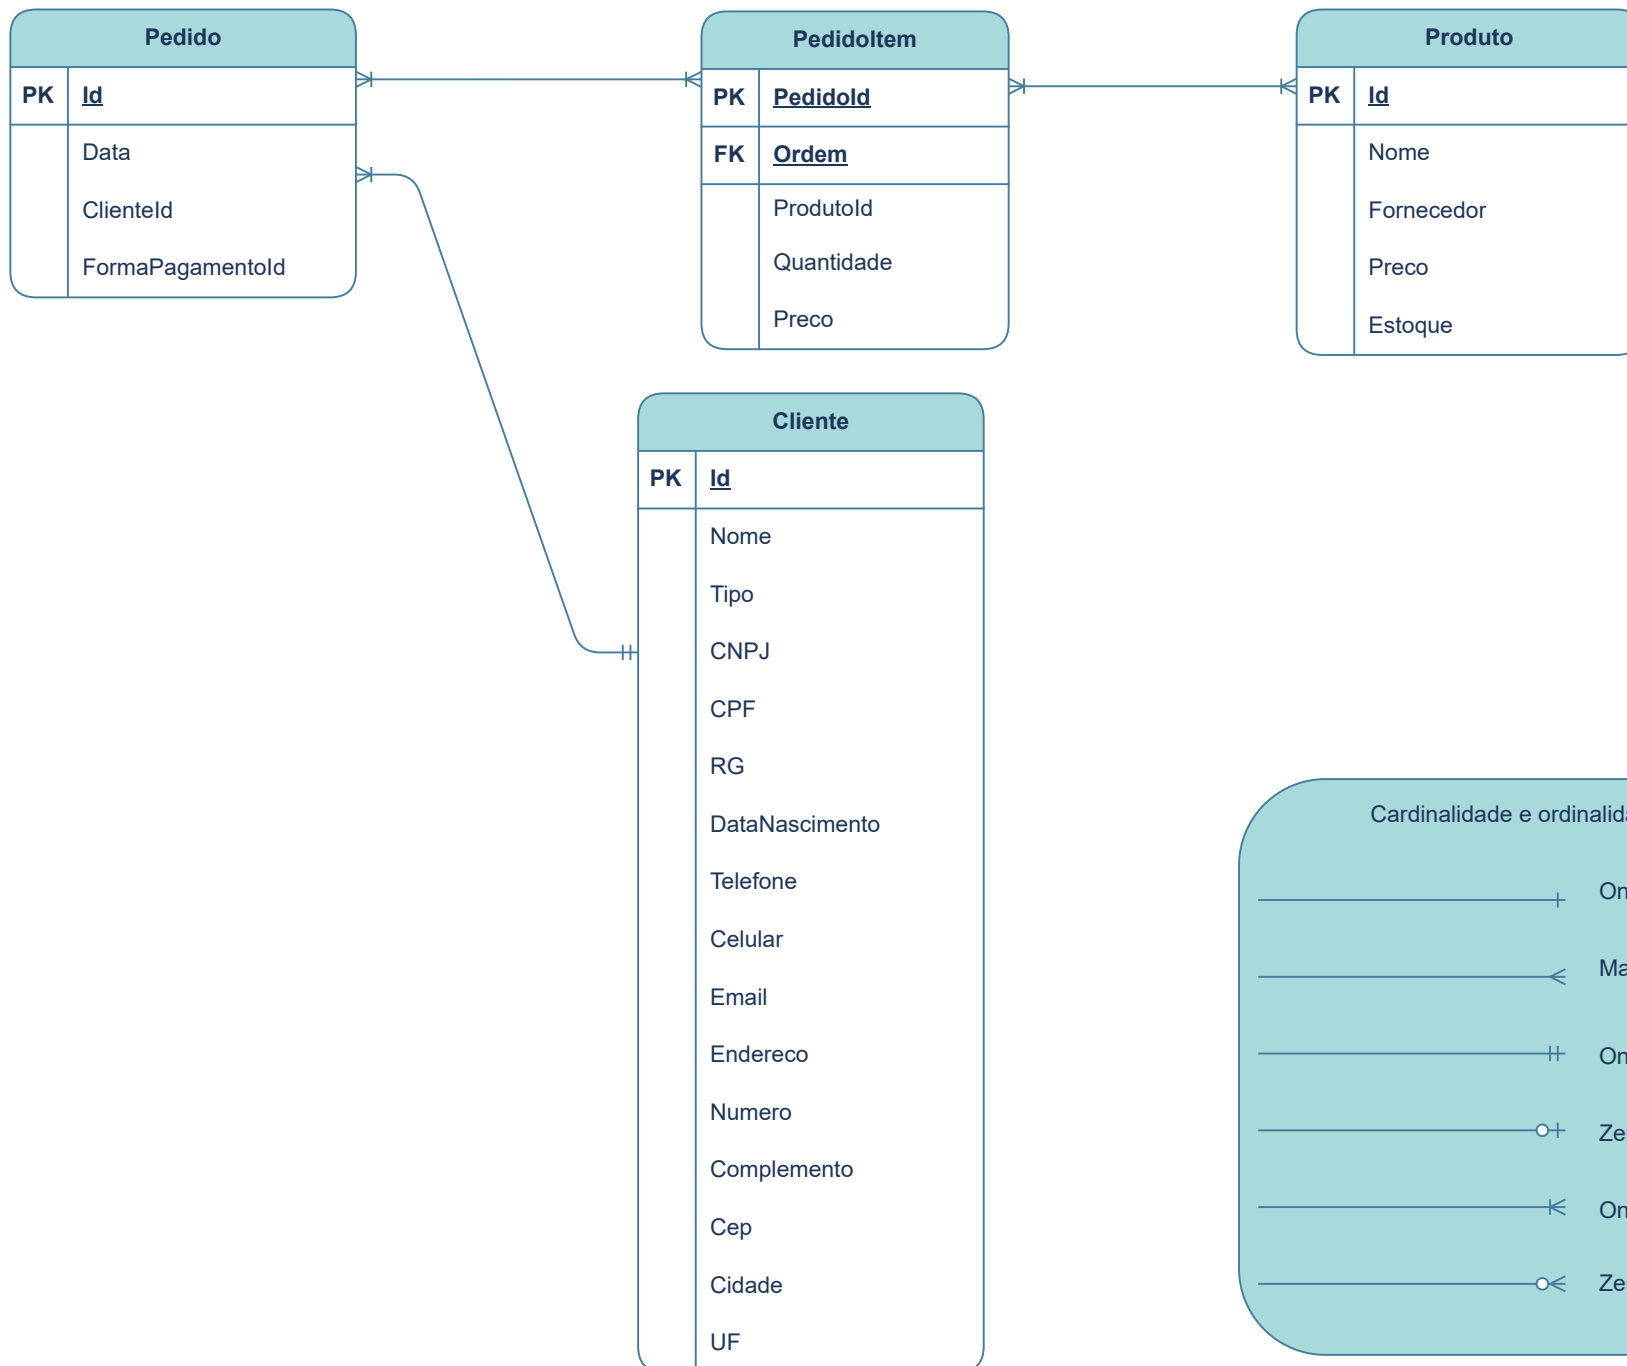 Pedido
PK Id
Data
ClienteId
FormaPagamentoId
PedidoItem
PK PedidoId
FK Ordem
ProdutoId
Quantidade
Preco
Produto
PK Id
Nome
Fornecedor
Preco
Estoque
Cliente
PK Id
Nome
Tipo
CNPJ
CPF
RG
DataNascimento
Telefone
Celular
Email
Endereco
Numero
Complemento
Cep
Cidade
UF
Cardinalidade e